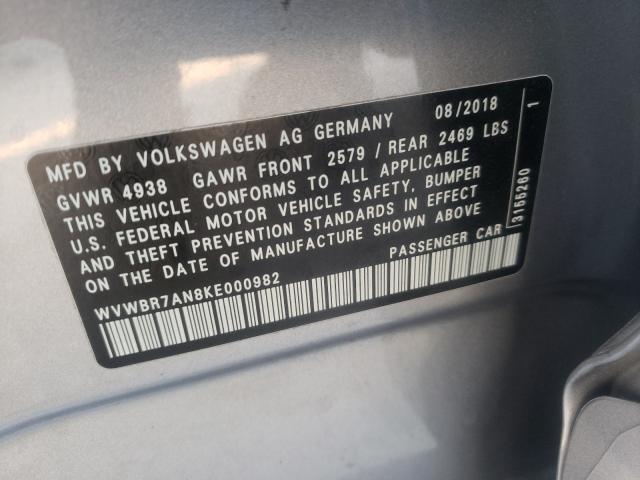 MFD BY VOLKSWAGEN AG GERMANY 08/2018
GVWR 4938 GAWR FRONT 2579 / REAR 2469 LBS
THIS VEHICLE CONFORMS TO ALL APPLICABLE
U.S. FEDERAL MOTOR VEHICLE SAFETY, BUMPER
AND THEFT PREVENTION STANDARDS IN EFFECT
ON THE DATE OF MANUFACTURE SHOWN ABOVE
PASSENGER CAR
WVWBR7AN8KE000982
3155260 1